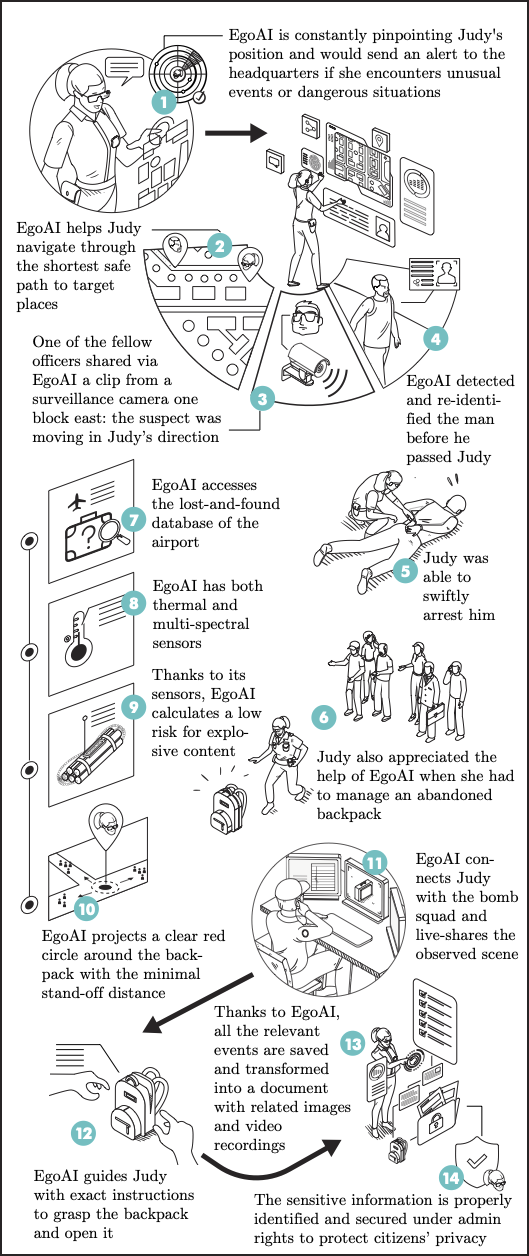 EgoAI is constantly pinpointing Judy's
position and would send an alert to the
headquarters if she encounters unusual
events or dangerous situations
1
EgoAI helps Judy
navigate through
the shortest safe
path to target
places
2
One of the fellow
officers shared via
EgoAI a clip from a
surveillance camera one
block east: the suspect was
moving in Judy's direction
3
4
EgoAI detected
and re-identi-
fied the man
before he
passed Judy
5
Judy was
able to
swiftly
arrest him
6
Judy also appreciated the
help of EgoAI when she had
to manage an abandoned
backpack
7
?
EgoAI accesses
the lost-and-found
database of the
airport
8
EgoAI has both
thermal and
multi-spectral
sensors
9
Thanks to its
sensors, EgoAI
calculates a low
risk for explo-
sive content
10
EgoAI projects a clear red
circle around the back-
pack with the minimal
stand-off distance
11
EgoAI con-
nects Judy
with the bomb
squad and
live-shares the
observed scene
12
EgoAI guides Judy
with exact instructions
to grasp the backpack
and open it
13
Thanks to EgoAI,
all the relevant
events are saved
and transformed
into a document
with related images
and video
recordings
14
The sensitive information is properly
identified and secured under admin
rights to protect citizens' privacy